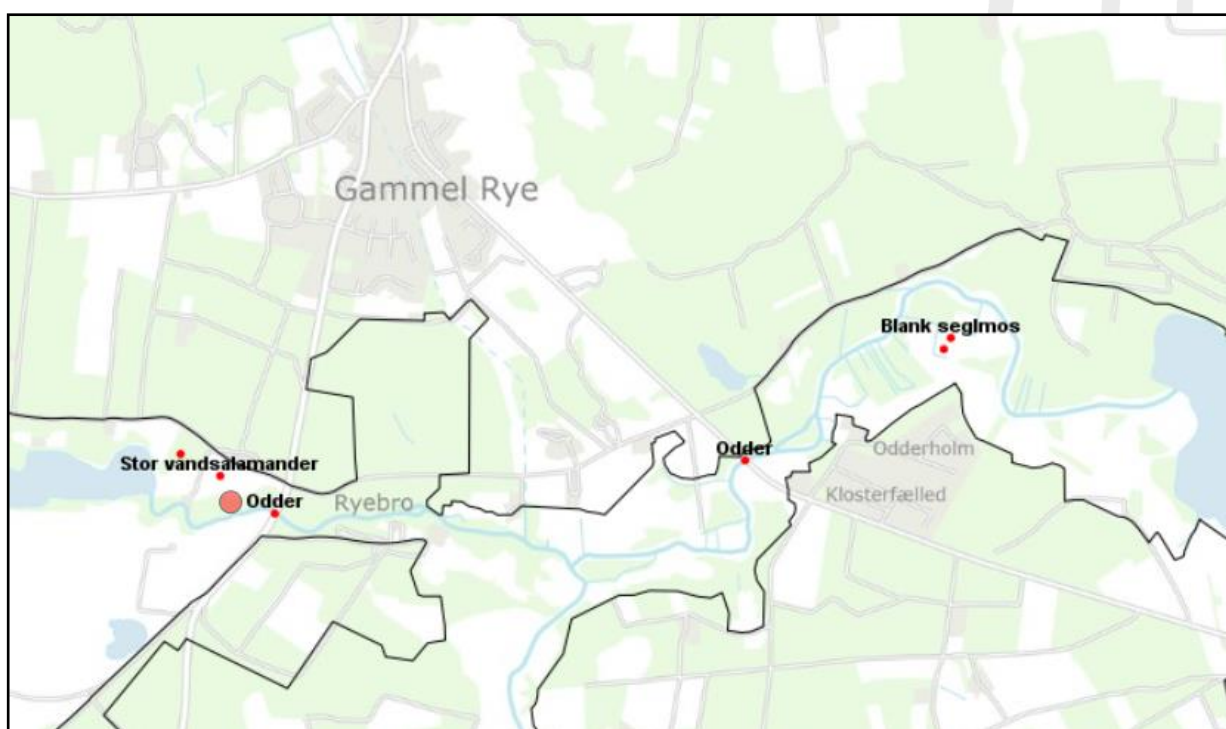 Gammel Rye
Blank seglmos
Odder
Odderholm
Stor vandsalamander
Klosterfælled
Odder
Ryebro